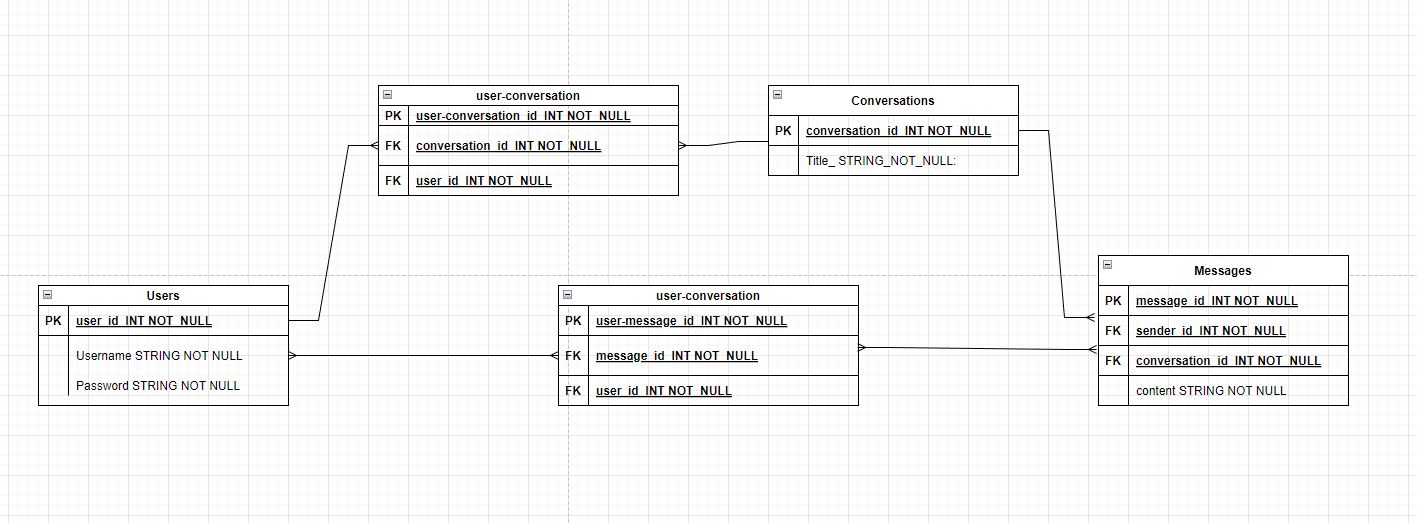 user-conversation
PK user-conversation_id INT NOT NULL
FK conversation_id INT NOT NULL
FK user_id INT NOT NULL
Conversations
PK conversation_id INT NOT NULL
Title_ STRING_NOT_NULL:
Users
PK user_id INT NOT NULL
Username STRING NOT NULL
Password STRING NOT NULL
user-conversation
PK user-message_id INT NOT NULL
FK message_id INT NOT NULL
FK user_id INT NOT NULL
Messages
PK message_id INT NOT NULL
FK sender_id INT NOT NULL
FK conversation_id INT NOT NULL
content STRING NOT NULL